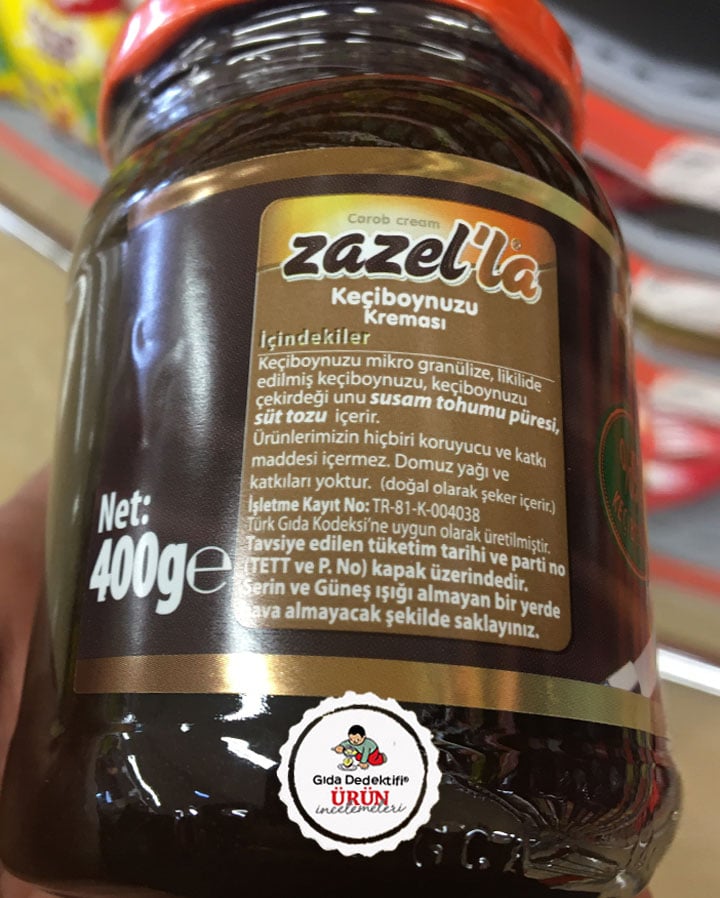 Carob cream
zazel'la
Keçiboynuzu
Kreması
İçindekiler
Keçiboynuzu mikro granülize, likilide
edilmiş keçiboynuzu, keçiboynuzu
çekirdeği unu susam tohumu püresi,
süt tozu içerir.
Ürünlerimizin hiçbiri koruyucu ve katkı
maddesi içermez. Domuz yağı ve
katkıları yoktur. (doğal olarak şeker içerir.)
İşletme Kayıt No: TR-81-K-004038
Türk Gıda Kodeksi'ne uygun olarak üretilmiştir.
Tavsiye edilen tüketim tarihi ve parti no
(TETT ve P. No) kapak üzerindedir.
Serin ve Güneş ışığı almayan bir yerde
hava almayacak şekilde saklayınız.
Net:
400g e
Gıda Dedektifi®
ÜRÜN
incelemeleri